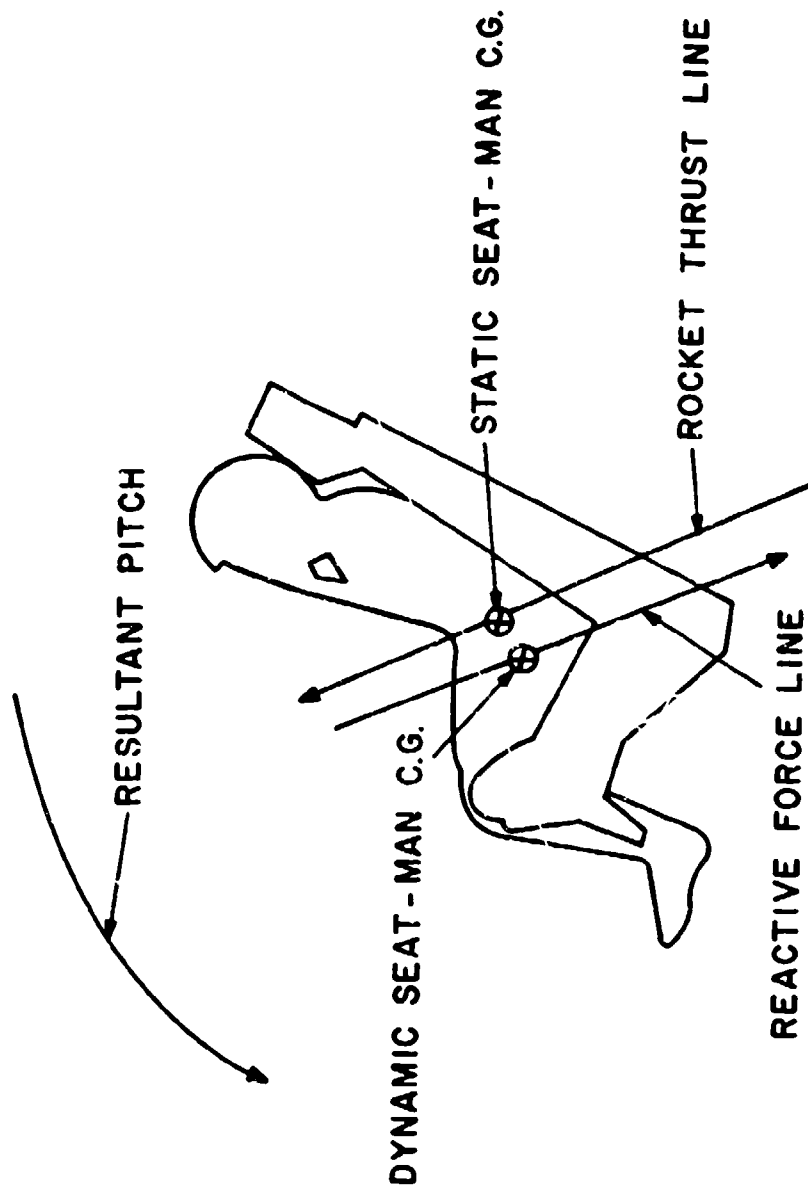 RESULTANT PITCH
STATIC SEAT-MAN C.G.
DYNAMIC SEAT-MAN C.G.
ROCKET THRUST LINE
REACTIVE FORCE LINE